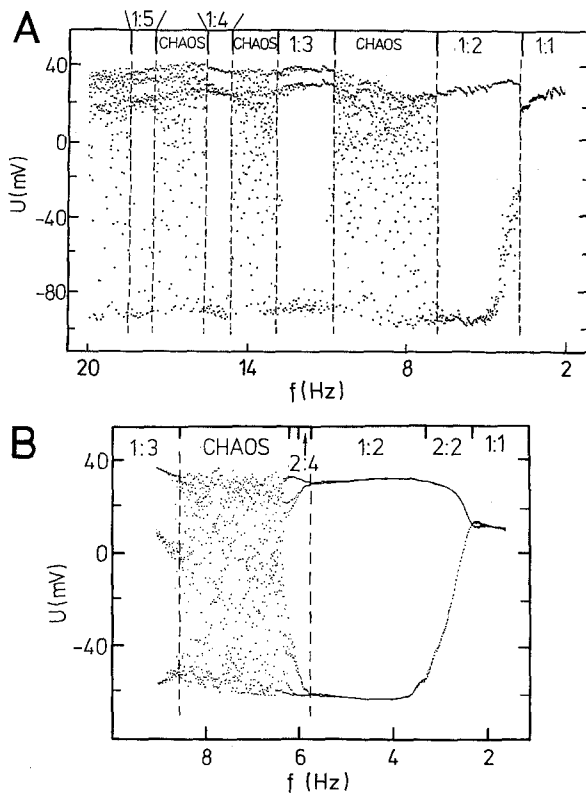 A
1:5 1:4
CHAOS CHAOS 1:3 CHAOS 1:2 1:1
U(mV)
40
0
-40
-80
20 14 8 2
f(Hz)
B
1:3 CHAOS 2:4 1:2 2:2 1:1
U(mV)
40
0
-40
8 6 4 2
f(Hz)